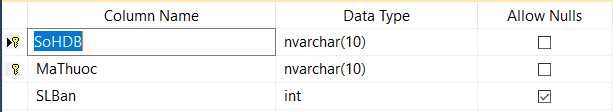 Column Name Data Type Allow Nulls
SoHDB nvarchar(10)
MaThuoc nvarchar(10)
SLBan int